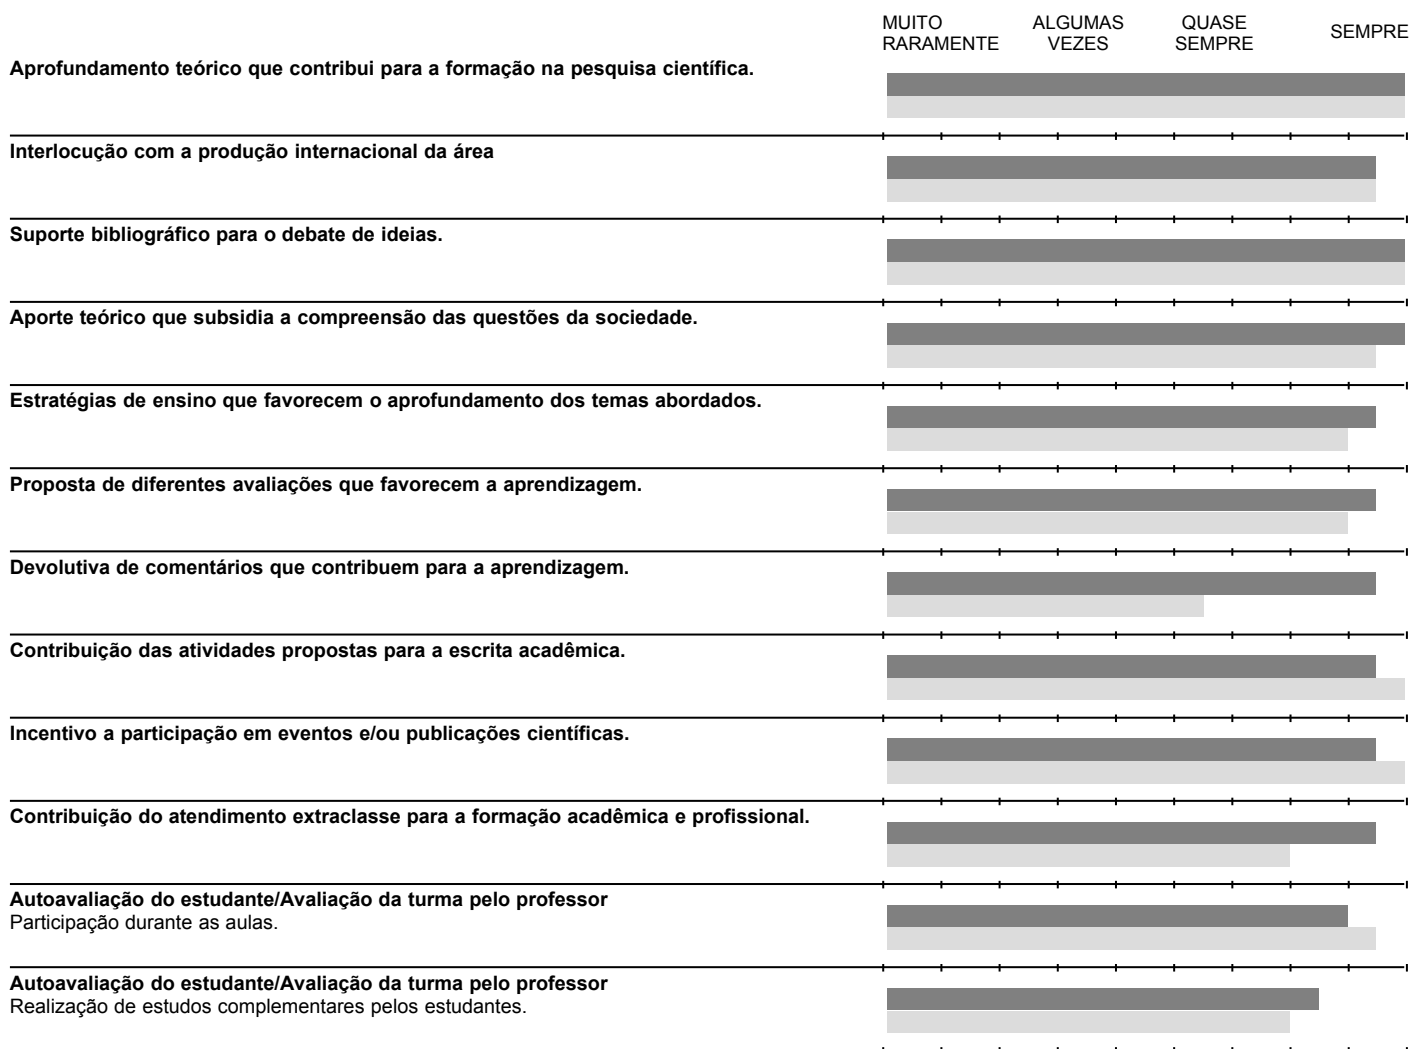 MUITO RARAMENTE
ALGUMAS VEZES
QUASE SEMPRE
SEMPRE
Aprofundamento teórico que contribui para a formação na pesquisa científica.
Interlocução com a produção internacional da área
Suporte bibliográfico para o debate de ideias.
Aporte teórico que subsidia a compreensão das questões da sociedade.
Estratégias de ensino que favorecem o aprofundamento dos temas abordados.
Proposta de diferentes avaliações que favorecem a aprendizagem.
Devolutiva de comentários que contribuem para a aprendizagem.
Contribuição das atividades propostas para a escrita acadêmica.
Incentivo a participação em eventos e/ou publicações científicas.
Contribuição do atendimento extraclasse para a formação acadêmica e profissional.
Autoavaliação do estudante/Avaliação da turma pelo professor
Participação durante as aulas.
Autoavaliação do estudante/Avaliação da turma pelo professor
Realização de estudos complementares pelos estudantes.